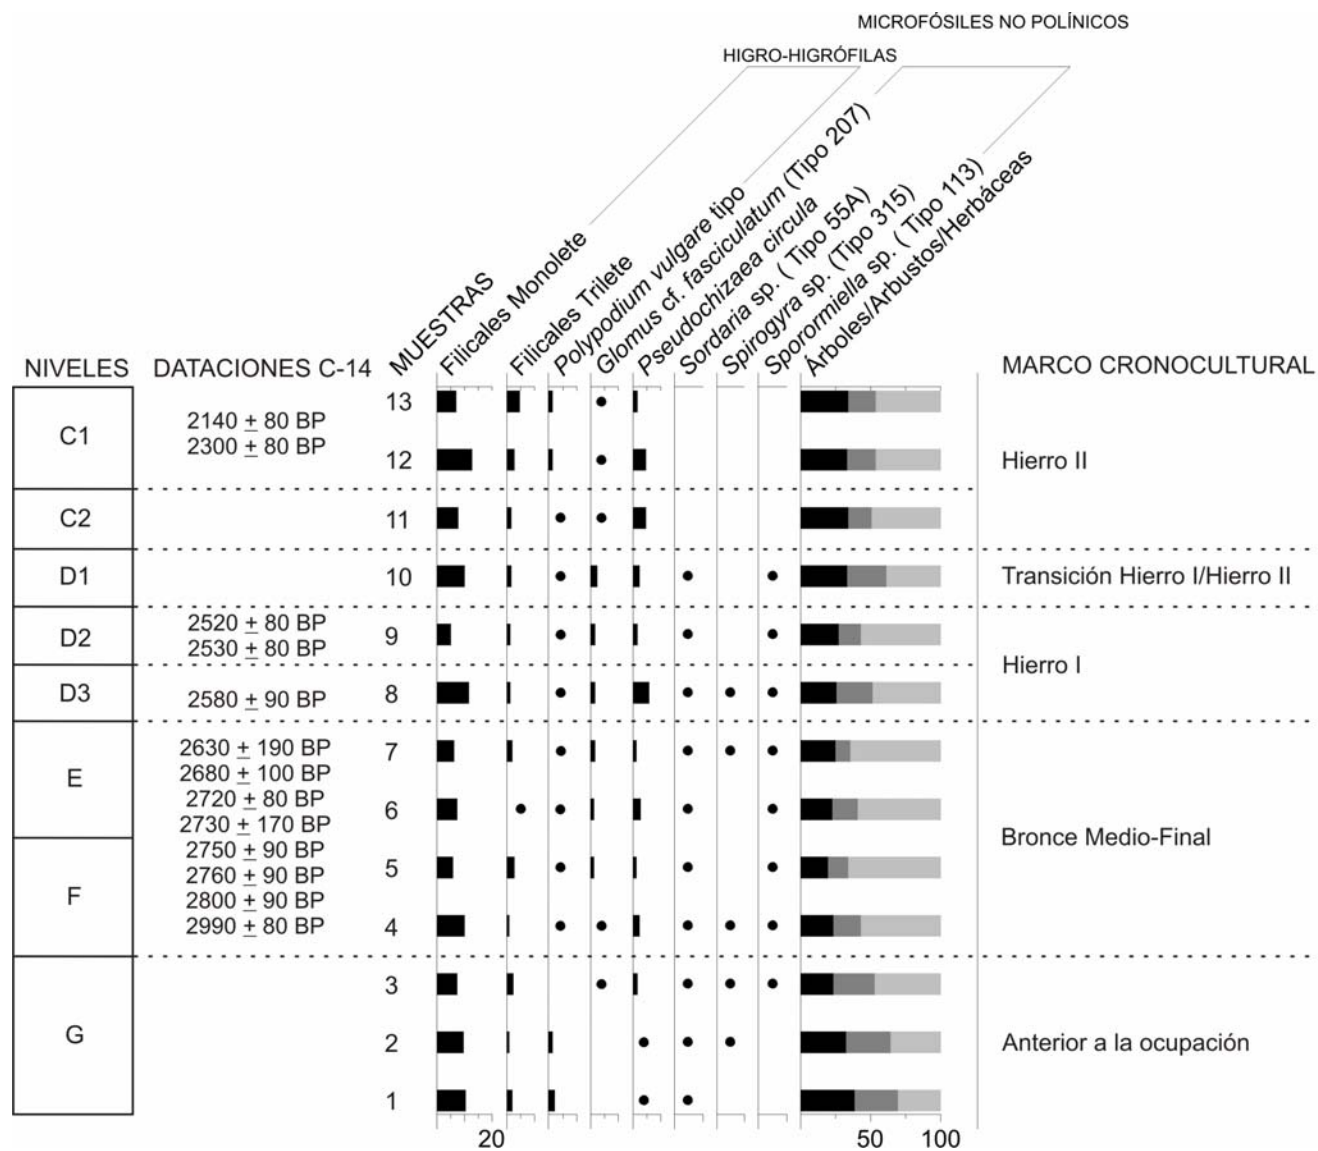 MICROFÓSILES NO POLÍNICOS
HIGRO-HIGRÓFILAS
NIVELES
DATACIONES C-14
MUESTRAS
Filicales Monolete
Filicales Trilete
Polypodium vulgare tipo
Glomus cf. fasciculatum (Tipo 207)
Pseudochizaea circula
Sordaria sp. ( Tipo 55A)
Spirogyra sp. (Tipo 315)
Sporormiella sp. ( Tipo 113)
Árboles/Arbustos/Herbáceas
MARCO CRONOCULTURAL
C1
2140 ± 80 BP
2300 ± 80 BP
13
12
Hierro II
C2
11
D1
10
Transición Hierro I/Hierro II
D2
2520 ± 80 BP
2530 ± 80 BP
9
Hierro I
D3
2580 ± 90 BP
8
E
2630 ± 190 BP
2680 ± 100 BP
2720 ± 80 BP
2730 ± 170 BP
7
6
Bronce Medio-Final
F
2750 ± 90 BP
2760 ± 90 BP
2800 ± 90 BP
2990 ± 80 BP
5
4
G
3
2
1
Anterior a la ocupación
20
50
100